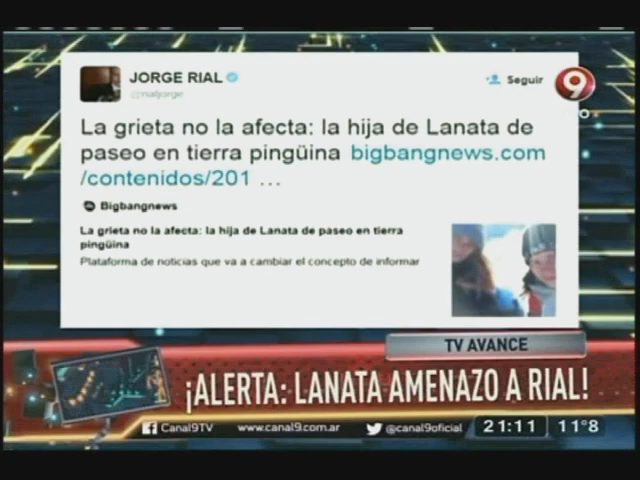 JORGE RIAL
@rialjorge
Seguir
9
La grieta no la afecta: la hija de Lanata de
paseo en tierra pingüina bigbangnews.com
/contenidos/201 ...
Bigbangnews
La grieta no la afecta: la hija de Lanata de paseo en tierra
pingüina
Plataforma de noticias que va a cambiar el concepto de informar
TV AVANCE
¡ALERTA: LANATA AMENAZO A RIAL!
Canal9TV www.canal9.com.ar @canal9oficial 21:11 11°8